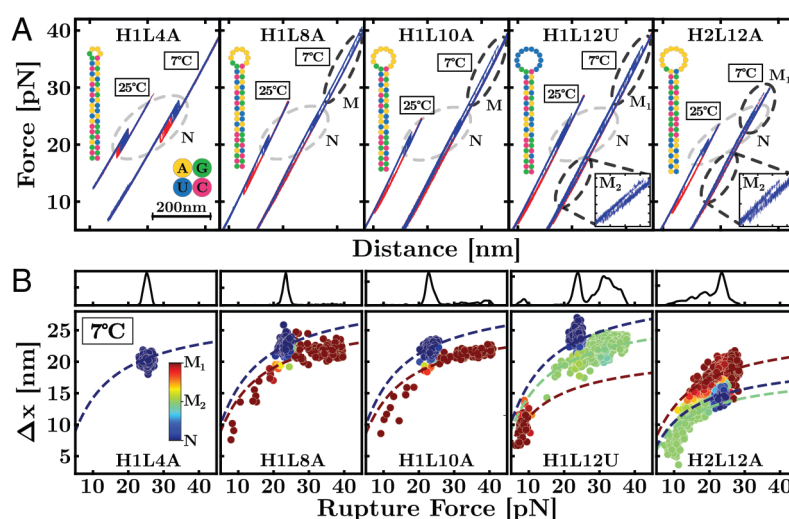 A
H1L4A H1L8A H1L10A H1L12U H2L12A
Force [pN]
40
30
20
10
25°C 7°C N
A G
U C
200nm
25°C 7°C M N
25°C 7°C M N
25°C 7°C M₁ N M₂
25°C 7°C M₁ N M₂
Distance [nm]
B
Δx [nm]
25
20
15
10
5
7°C
M₁
M₂
N
H1L4A H1L8A H1L10A H1L12U H2L12A
10 20 30 40 10 20 30 40 10 20 30 40 10 20 30 40 10 20 30 40
Rupture Force [pN]